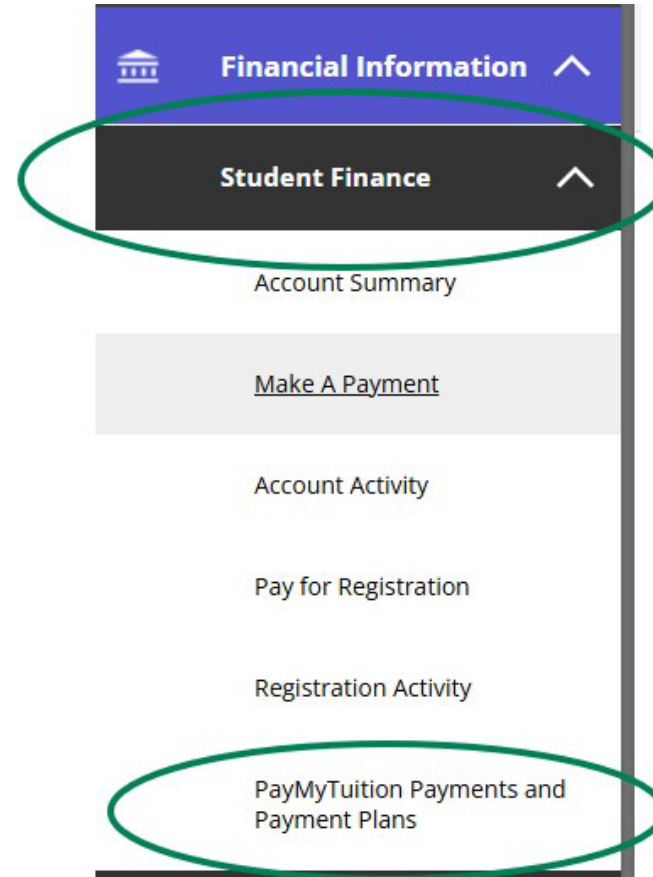 Financial Information
Student Finance
Account Summary
Make A Payment
Account Activity
Pay for Registration
Registration Activity
PayMyTuition Payments and
Payment Plans